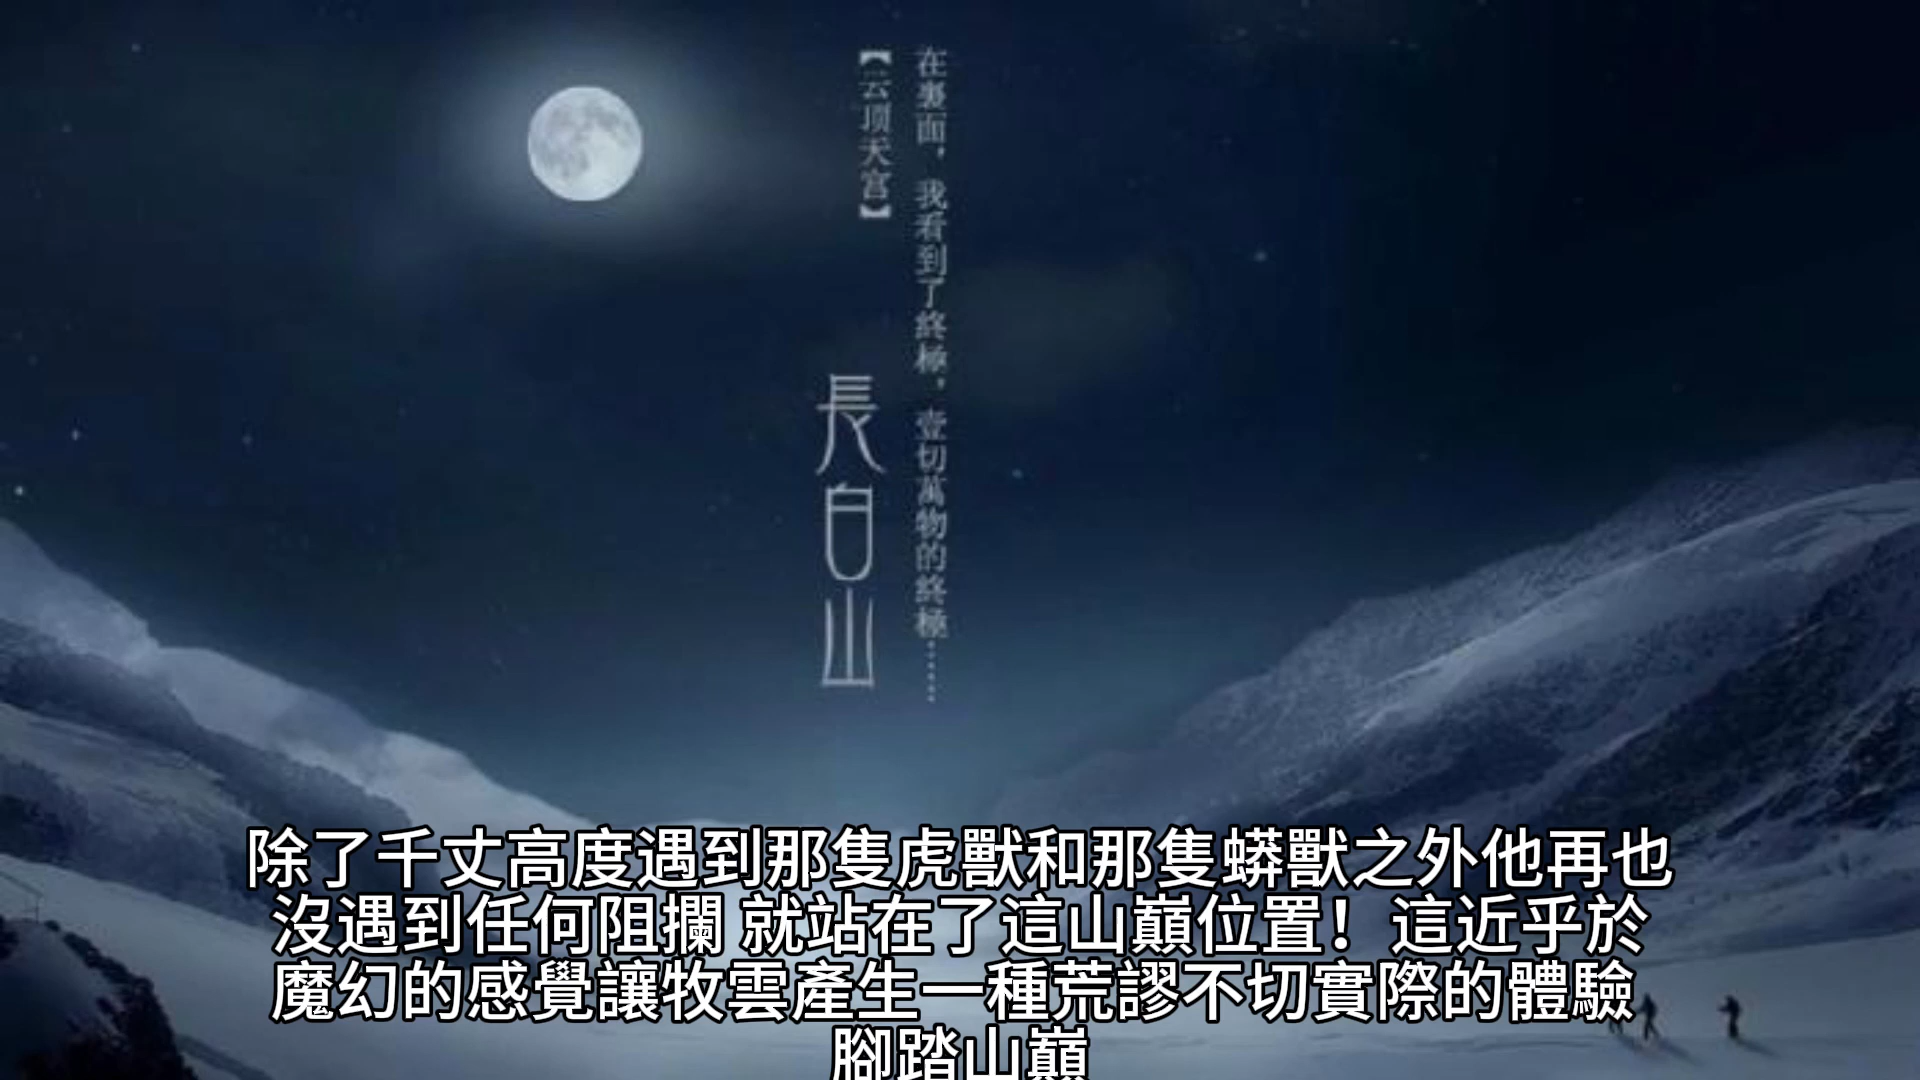 在裏面，我看到了終極，壹切萬物的終極……
【云顶天宫】
長白山
除了千丈高度遇到那隻虎獸和那隻蟒獸之外他再也
沒遇到任何阻攔 就站在了這山巔位置！這近乎於
魔幻的感覺讓牧雲產生一種荒謬不切實際的體驗
腳踏山巔